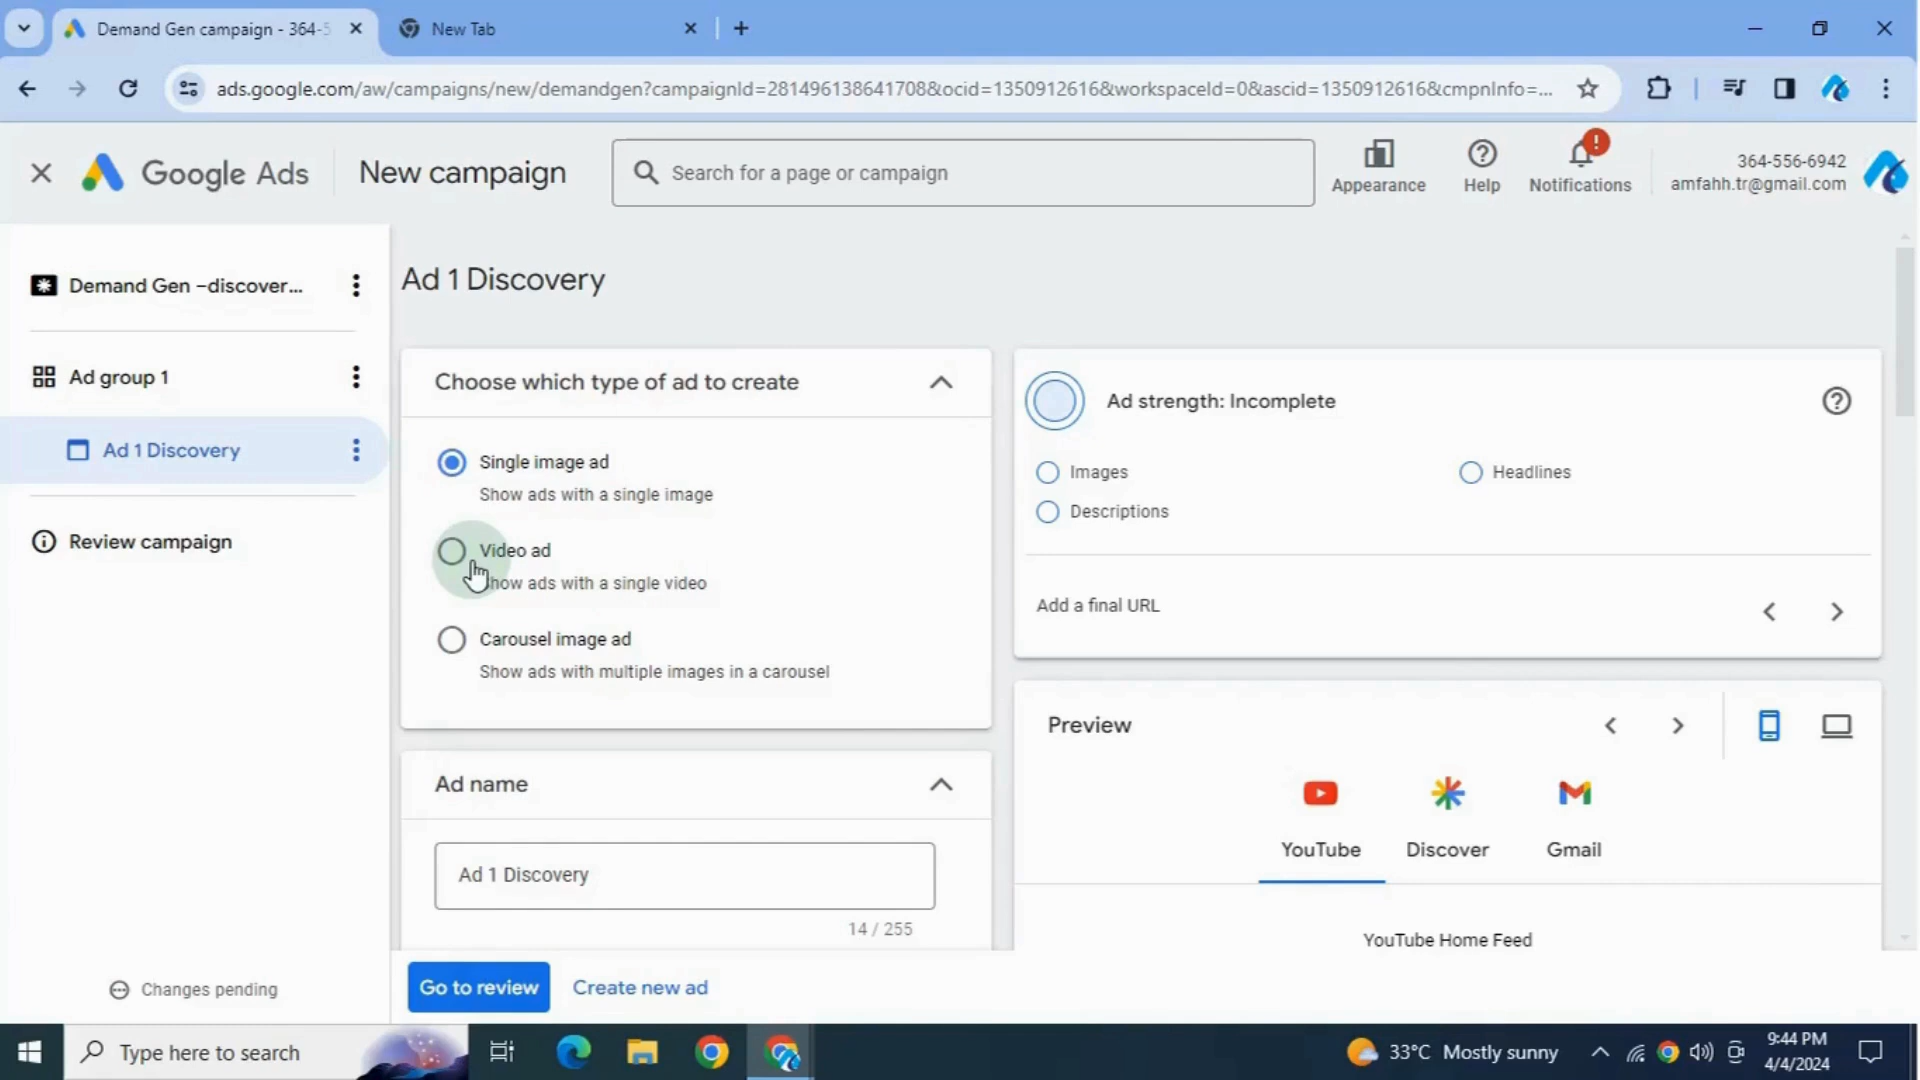 Demand Gen campaign - 364-5
New Tab
ads.google.com/aw/campaigns/new/demandgen?campaignId=281496138641708&ocid=1350912616&workspaceId=0&ascid=1350912616&cmpnInfo=...
Google Ads
New campaign
Search for a page or campaign
Appearance
Help
Notifications
364-556-6942
amfahh.tr@gmail.com
Demand Gen –discover...
Ad group 1
Ad 1 Discovery
Review campaign
Changes pending
Ad 1 Discovery
Choose which type of ad to create
Single image ad
Show ads with a single image
Video ad
Show ads with a single video
Carousel image ad
Show ads with multiple images in a carousel
Ad name
Ad 1 Discovery
14 / 255
Go to review
Create new ad
Ad strength: Incomplete
Images
Headlines
Descriptions
Add a final URL
Preview
YouTube
Discover
Gmail
YouTube Home Feed
Type here to search
33°C Mostly sunny
9:44 PM
4/4/2024